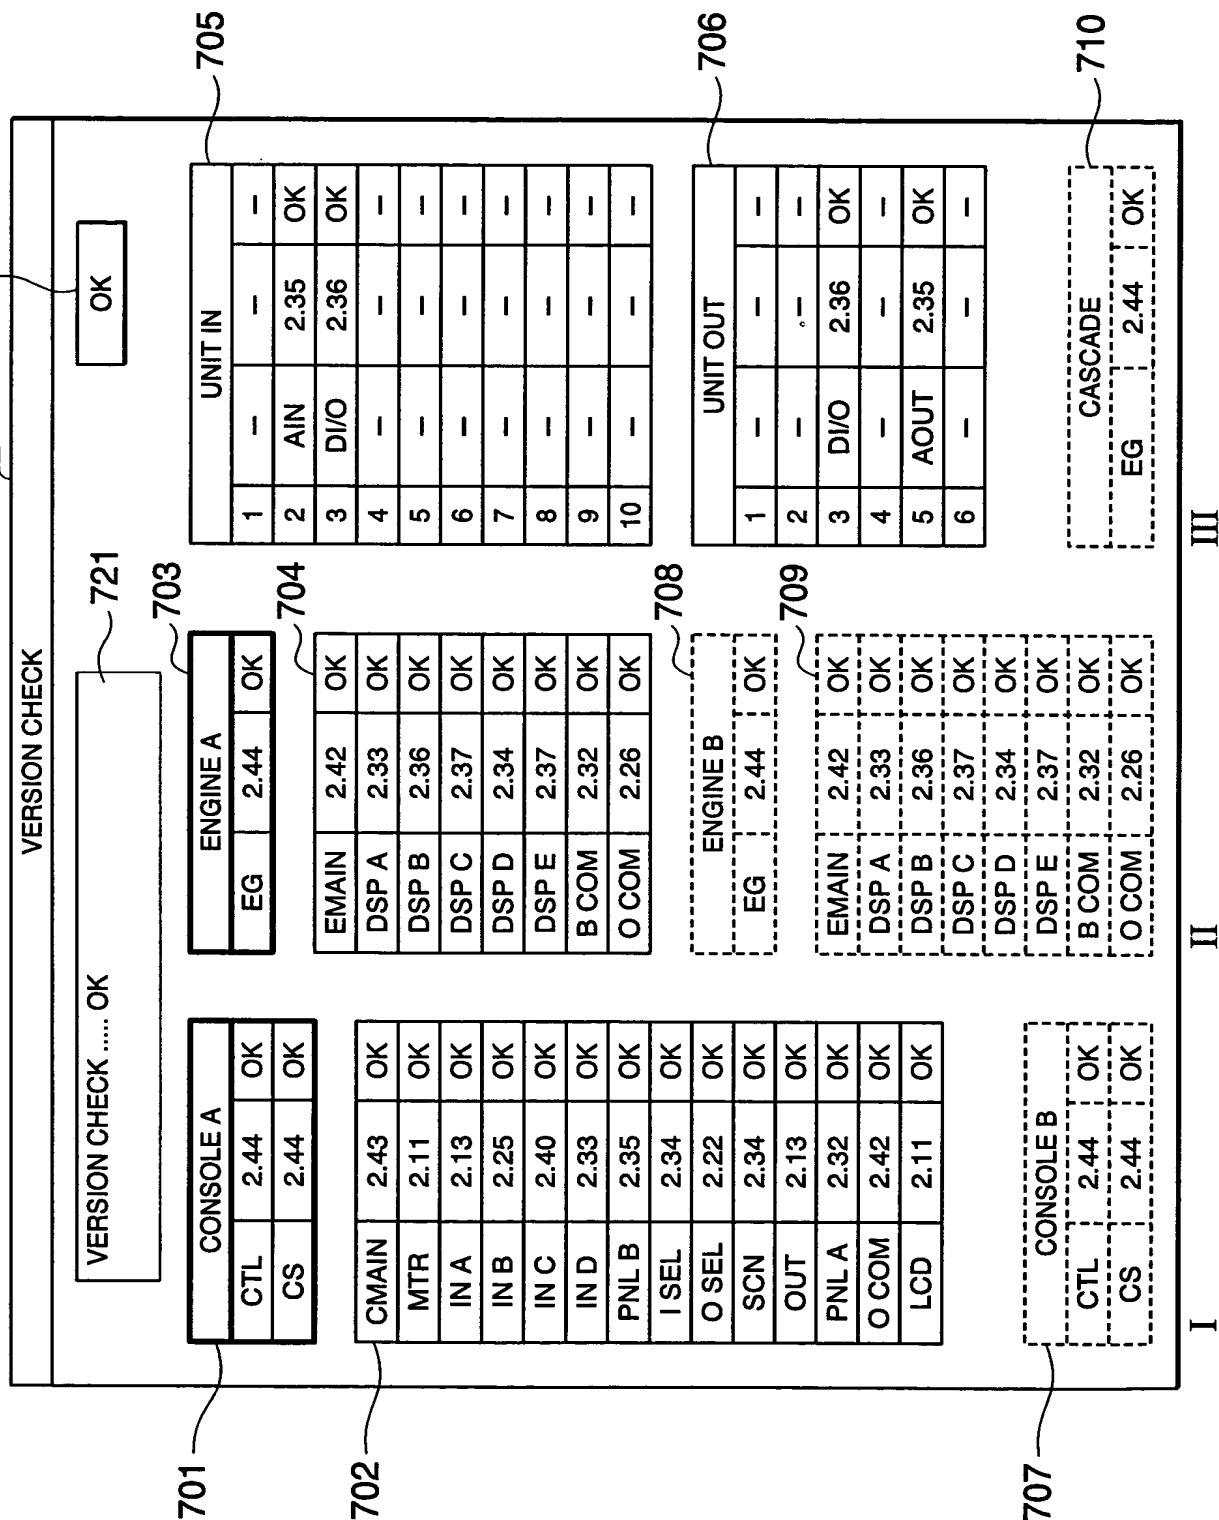 VERSION CHECK
VERSION CHECK ..... OK
721
OK
701
CONSOLE A
CTL 2.44 OK
CS 2.44 OK
702
CMAIN 2.43 OK
MTR 2.11 OK
IN A 2.13 OK
IN B 2.25 OK
IN C 2.40 OK
IN D 2.33 OK
PNL B 2.35 OK
I SEL 2.34 OK
O SEL 2.22 OK
SCN 2.34 OK
OUT 2.13 OK
PNL A 2.32 OK
O COM 2.42 OK
LCD 2.11 OK
707
CONSOLE B
CTL 2.44 OK
CS 2.44 OK
I
703
ENGINE A
EG 2.44 OK
704
EMAIN 2.42 OK
DSP A 2.33 OK
DSP B 2.36 OK
DSP C 2.37 OK
DSP D 2.34 OK
DSP E 2.37 OK
B COM 2.32 OK
O COM 2.26 OK
708
ENGINE B
EG 2.44 OK
709
EMAIN 2.42 OK
DSP A 2.33 OK
DSP B 2.36 OK
DSP C 2.37 OK
DSP D 2.34 OK
DSP E 2.37 OK
B COM 2.32 OK
O COM 2.26 OK
II
705
UNIT IN
1 – – –
2 AIN 2.35 OK
3 DI/O 2.36 OK
4 – – –
5 – – –
6 – – –
7 – – –
8 – – –
9 – – –
10 – – –
706
UNIT OUT
1 – – –
2 – – –
3 DI/O 2.36 OK
4 – – –
5 AOUT 2.35 OK
6 – – –
710
CASCADE
EG 2.44 OK
III